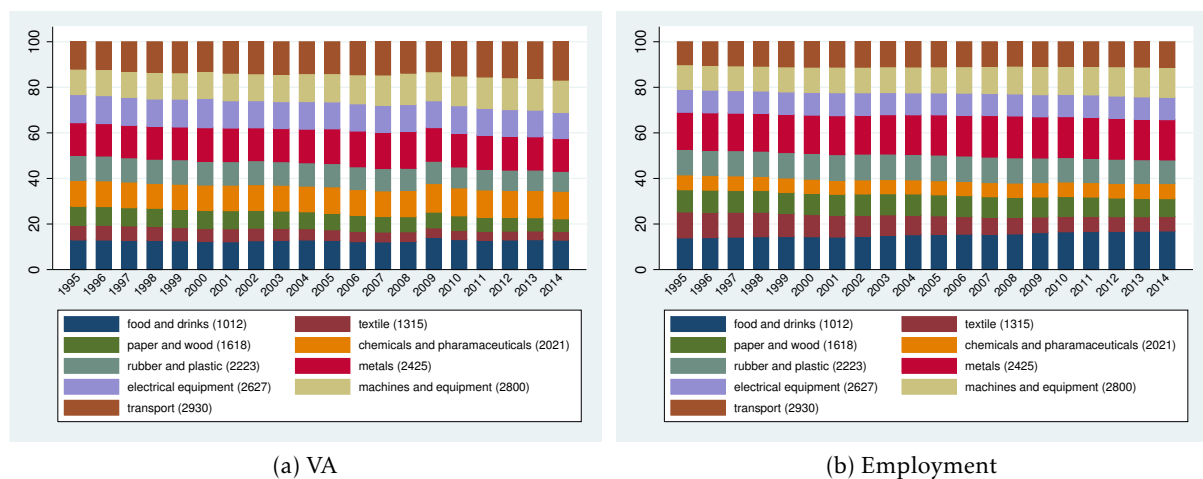 100
80
60
40
20
0
1995 1996 1997 1998 1999 2000 2001 2002 2003 2004 2005 2006 2007 2008 2009 2010 2011 2012 2013 2014
food and drinks (1012) textile (1315)
paper and wood (1618) chemicals and pharamaceuticals (2021)
rubber and plastic (2223) metals (2425)
electrical equipment (2627) machines and equipment (2800)
transport (2930)
(a) VA
100
80
60
40
20
0
1995 1996 1997 1998 1999 2000 2001 2002 2003 2004 2005 2006 2007 2008 2009 2010 2011 2012 2013 2014
food and drinks (1012) textile (1315)
paper and wood (1618) chemicals and pharamaceuticals (2021)
rubber and plastic (2223) metals (2425)
electrical equipment (2627) machines and equipment (2800)
transport (2930)
(b) Employment